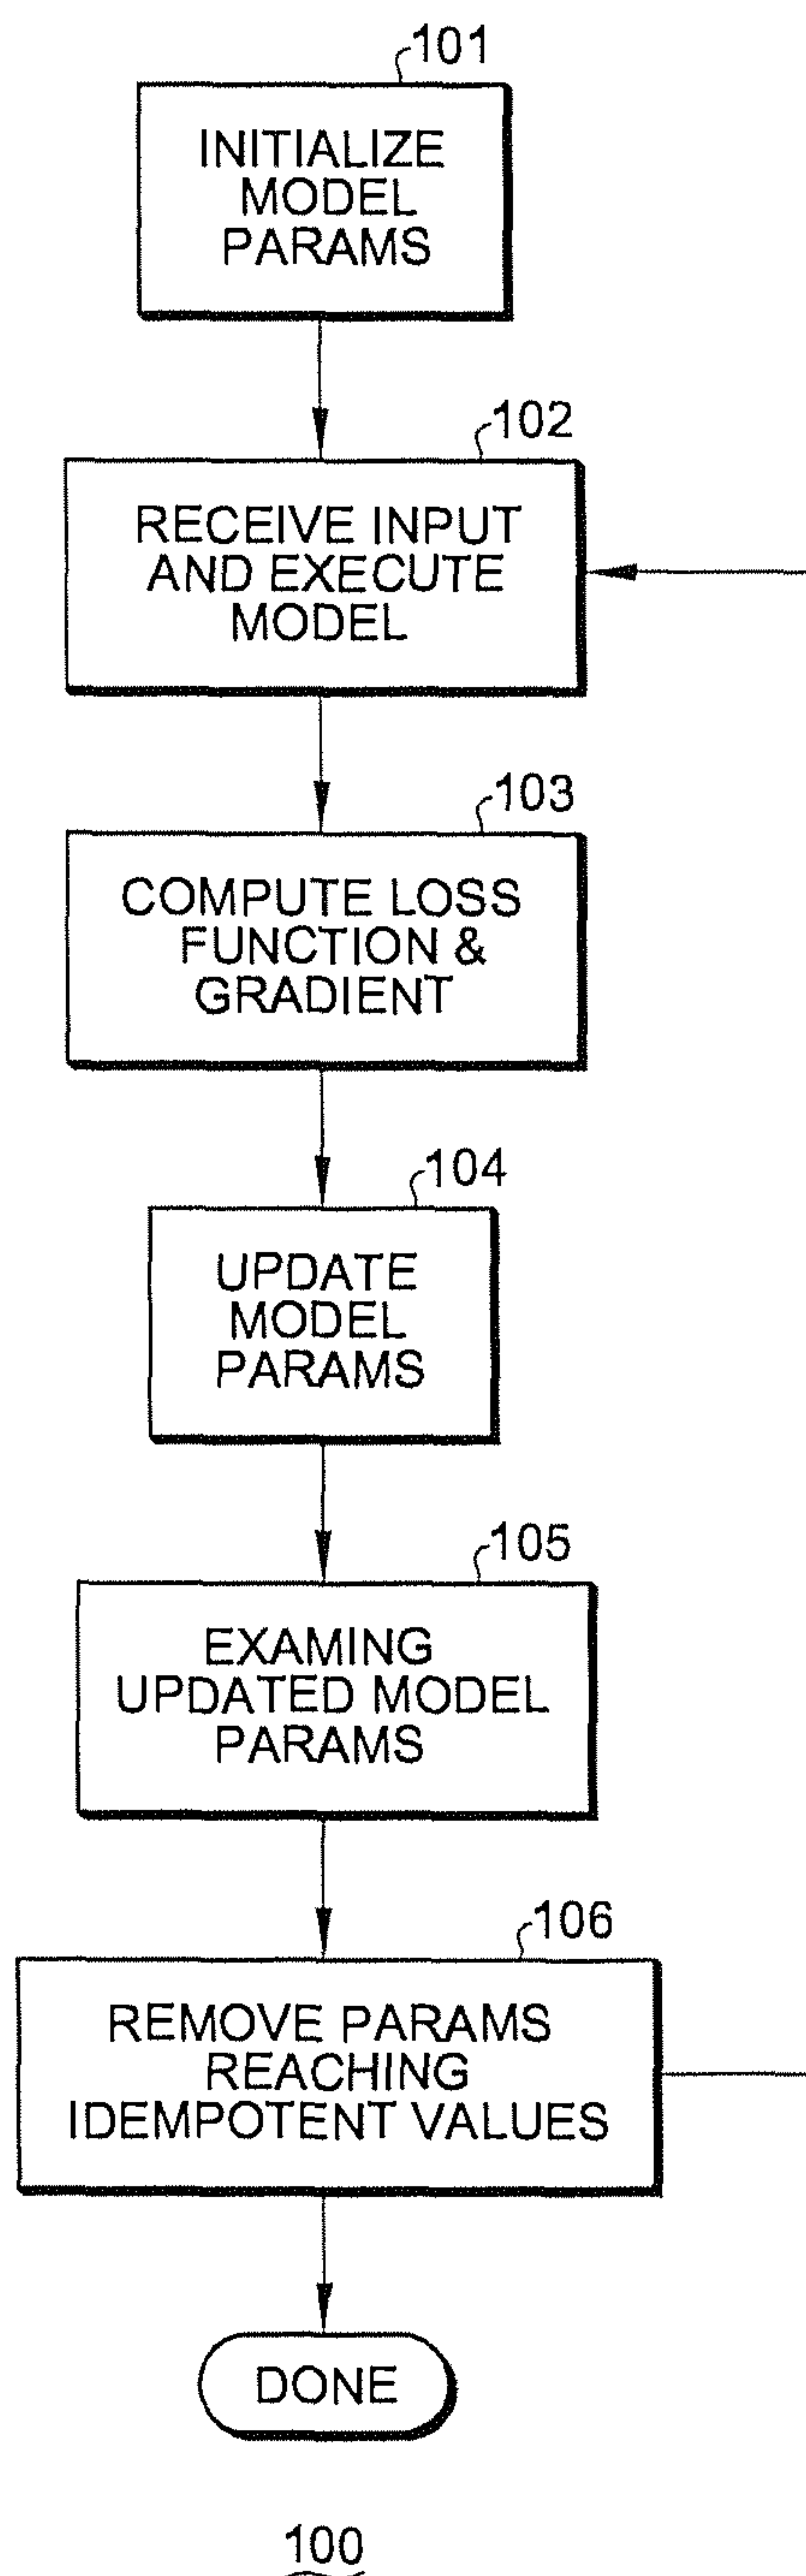 101
INITIALIZE
MODEL
PARAMS
102
RECEIVE INPUT
AND EXECUTE
MODEL
103
COMPUTE LOSS
FUNCTION &
GRADIENT
104
UPDATE
MODEL
PARAMS
105
EXAMING
UPDATED MODEL
PARAMS
106
REMOVE PARAMS
REACHING
IDEMPOTENT VALUES
DONE
100